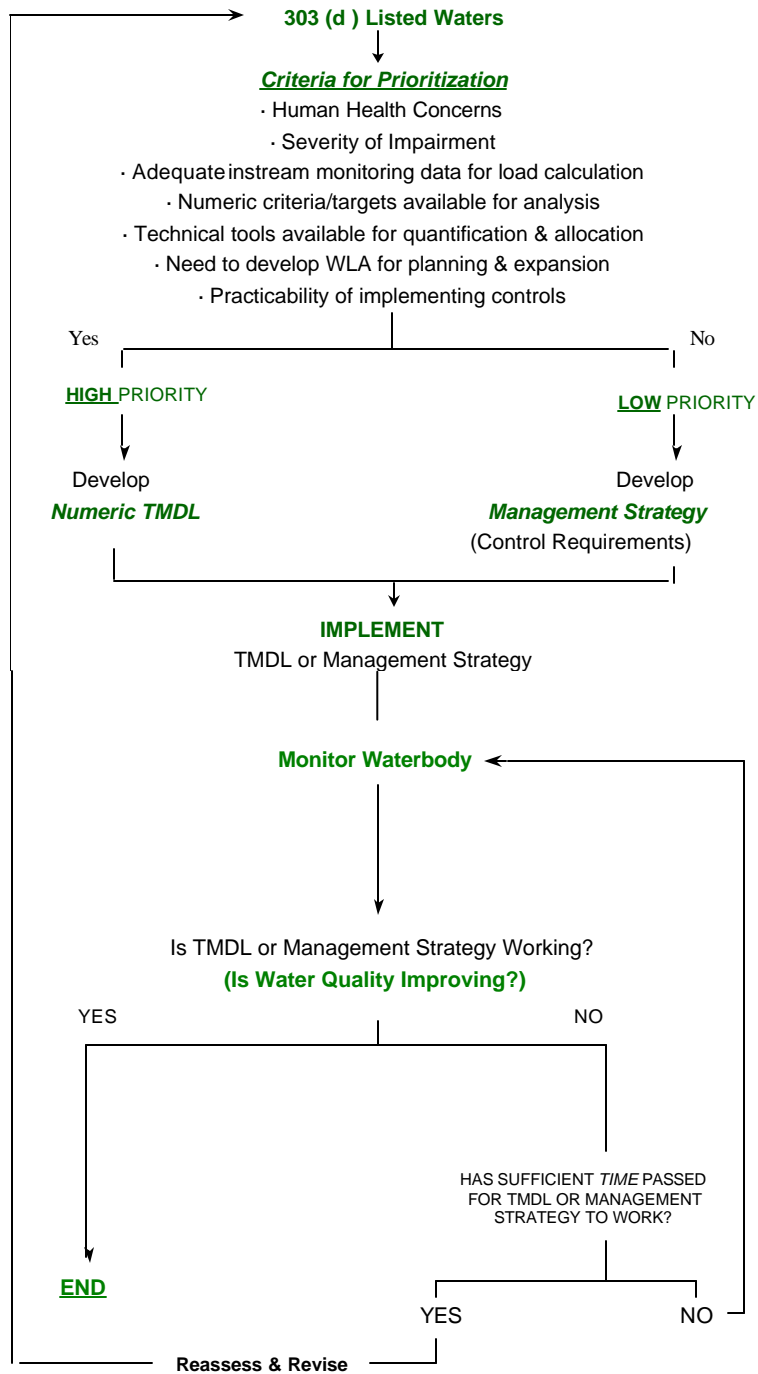 303 (d ) Listed Waters
Criteria for Prioritization
· Human Health Concerns
· Severity of Impairment
· Adequate instream monitoring data for load calculation
· Numeric criteria/targets available for analysis
· Technical tools available for quantification & allocation
· Need to develop WLA for planning & expansion
· Practicability of implementing controls
Yes
No
HIGH PRIORITY
LOW PRIORITY
Develop
Numeric TMDL
Develop
Management Strategy
(Control Requirements)
IMPLEMENT
TMDL or Management Strategy
Monitor Waterbody
Is TMDL or Management Strategy Working?
(Is Water Quality Improving?)
YES
NO
HAS SUFFICIENT TIME PASSED
FOR TMDL OR MANAGEMENT
STRATEGY TO WORK?
END
YES
NO
Reassess & Revise